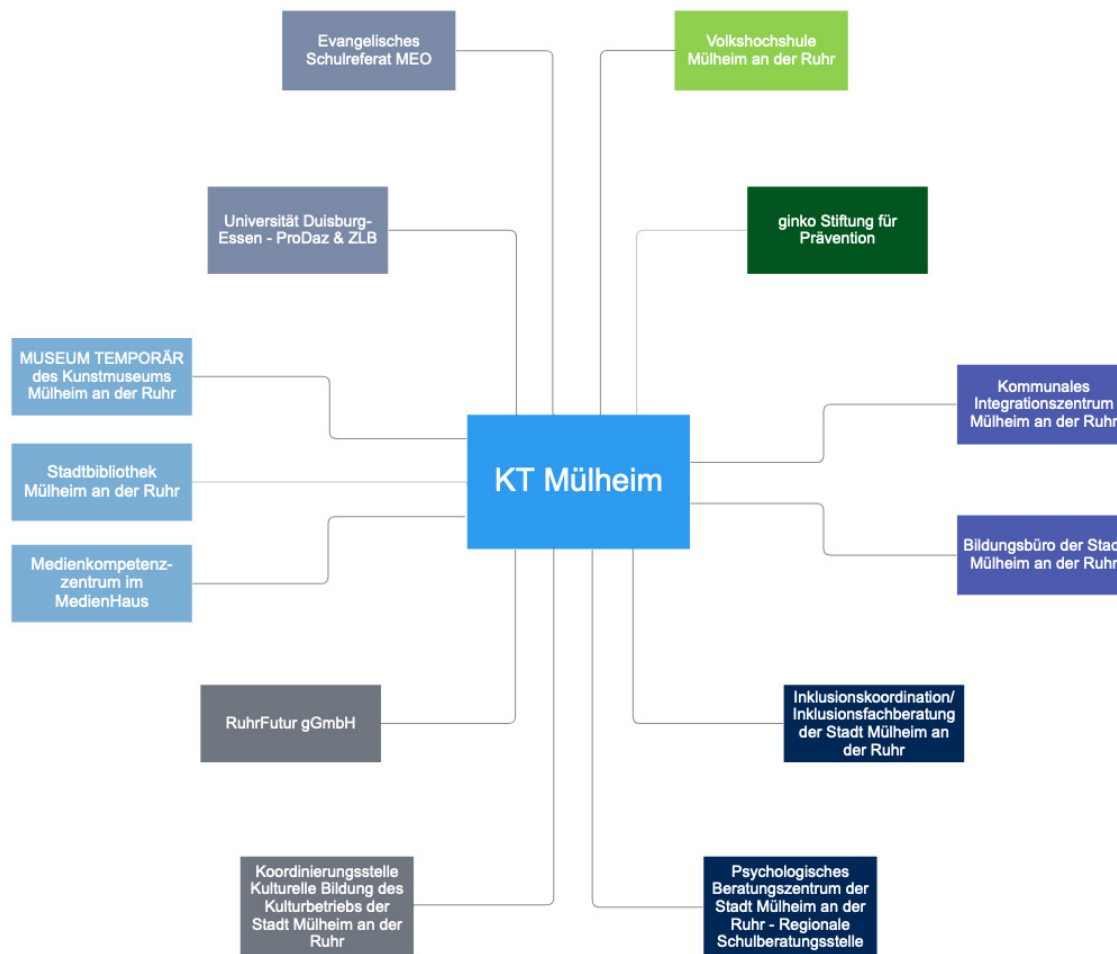 Evangelisches
Schulreferat MEO
Volkshochshule
Mülheim an der Ruhr
Universität Duisburg-
Essen - ProDaz & ZLB
ginko Stiftung für
Prävention
MUSEUM TEMPORÄR
des Kunstmuseums
Mülheim an der Ruhr
Kommunales
Integrationszentrum
Mülheim an der Ruhr
Stadtbibliothek
Mülheim an der Ruhr
KT Mülheim
Medienkompetenz-
zentrum im
MedienHaus
Bildungsbüro der Stadt
Mülheim an der Ruhr
RuhrFutur gGmbH
Inklusionskoordination/
Inklusionsfachberatung
der Stadt Mülheim an
der Ruhr
Koordinierungsstelle
Kulturelle Bildung des
Kulturbetriebs der
Stadt Mülheim an der
Ruhr
Psychologisches
Beratungszentrum der
Stadt Mülheim an der
Ruhr - Regionale
Schulberatungsstelle